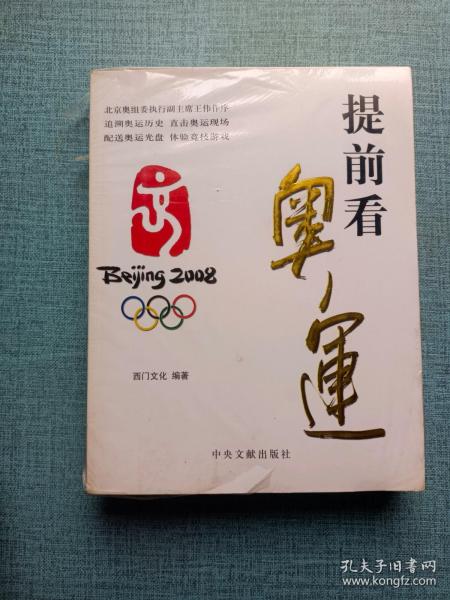 北京奥组委执行副主席王伟作序
追溯奥运历史 直击奥运现场
配送奥运光盘 体验竞技游戏
提前看
奥运
Beijing 2008
西门文化 编著
中央文献出版社
孔夫子旧书网
www.kongfz.com